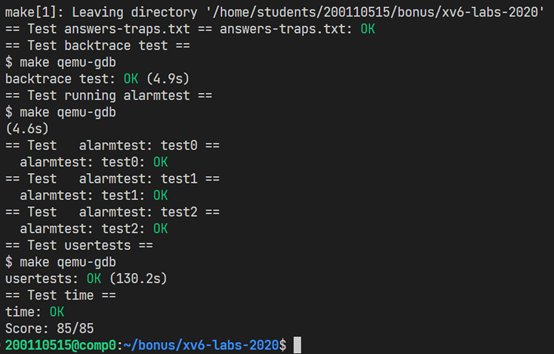 make[1]: Leaving directory '/home/students/200110515/bonus/xv6-labs-2020'
== Test answers-traps.txt == answers-traps.txt: OK
== Test backtrace test ==
$ make qemu-gdb
backtrace test: OK (4.9s)
== Test running alarmtest ==
$ make qemu-gdb
(4.6s)
== Test   alarmtest: test0 ==
  alarmtest: test0: OK
== Test   alarmtest: test1 ==
  alarmtest: test1: OK
== Test   alarmtest: test2 ==
  alarmtest: test2: OK
== Test usertests ==
$ make qemu-gdb
usertests: OK (130.2s)
== Test time ==
time: OK
Score: 85/85
200110515@comp0:~/bonus/xv6-labs-2020$